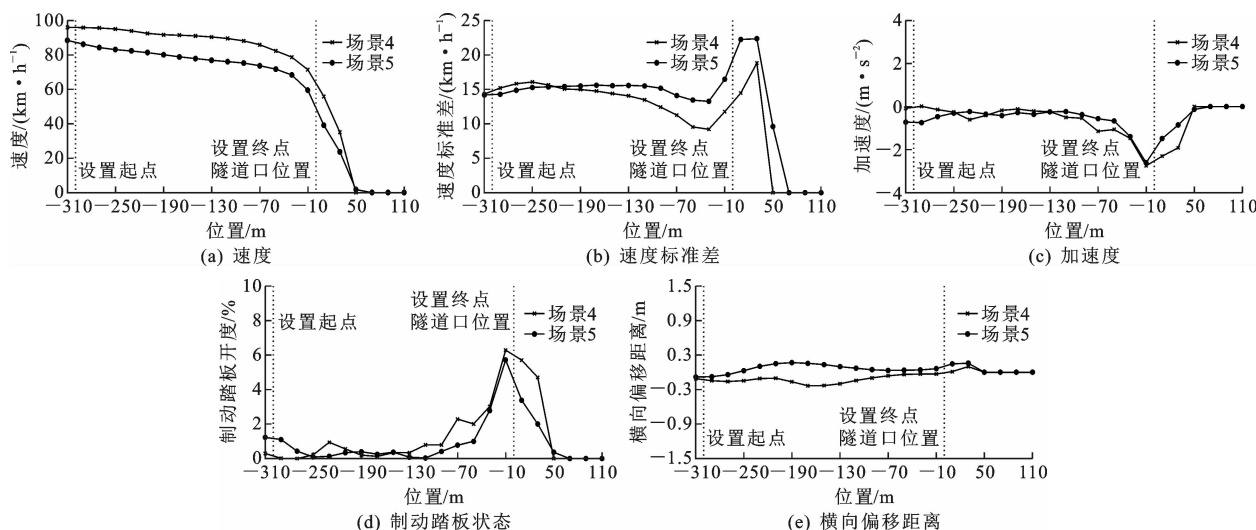 速度/(km·h⁻¹)
100
80
60
40
20
0
场景4
场景5
设置起点
设置终点
隧道口位置
-310 -250 -190 -130 -70 -10 50 110
位置/m
(a) 速度
速度标准差/(km·h⁻¹)
30
25
20
15
10
5
0
场景4
场景5
设置起点
设置终点
隧道口位置
-310 -250 -190 -130 -70 -10 50 110
位置/m
(b) 速度标准差
加速度/(m·s⁻²)
4
2
0
-2
-4
场景4
场景5
设置起点
设置终点
隧道口位置
-310 -250 -190 -130 -70 -10 50 110
位置/m
(c) 加速度
制动踏板开度/%
10
8
6
4
2
0
设置终点
隧道口位置
设置起点
场景4
场景5
-310 -250 -190 -130 -70 -10 50 110
位置/m
(d) 制动踏板状态
横向偏移距离/m
1.5
0.9
0.3
-0.3
-0.9
-1.5
场景4
场景5
设置终点
隧道口位置
设置起点
-310 -250 -190 -130 -70 -10 50 110
位置/m
(e) 横向偏移距离